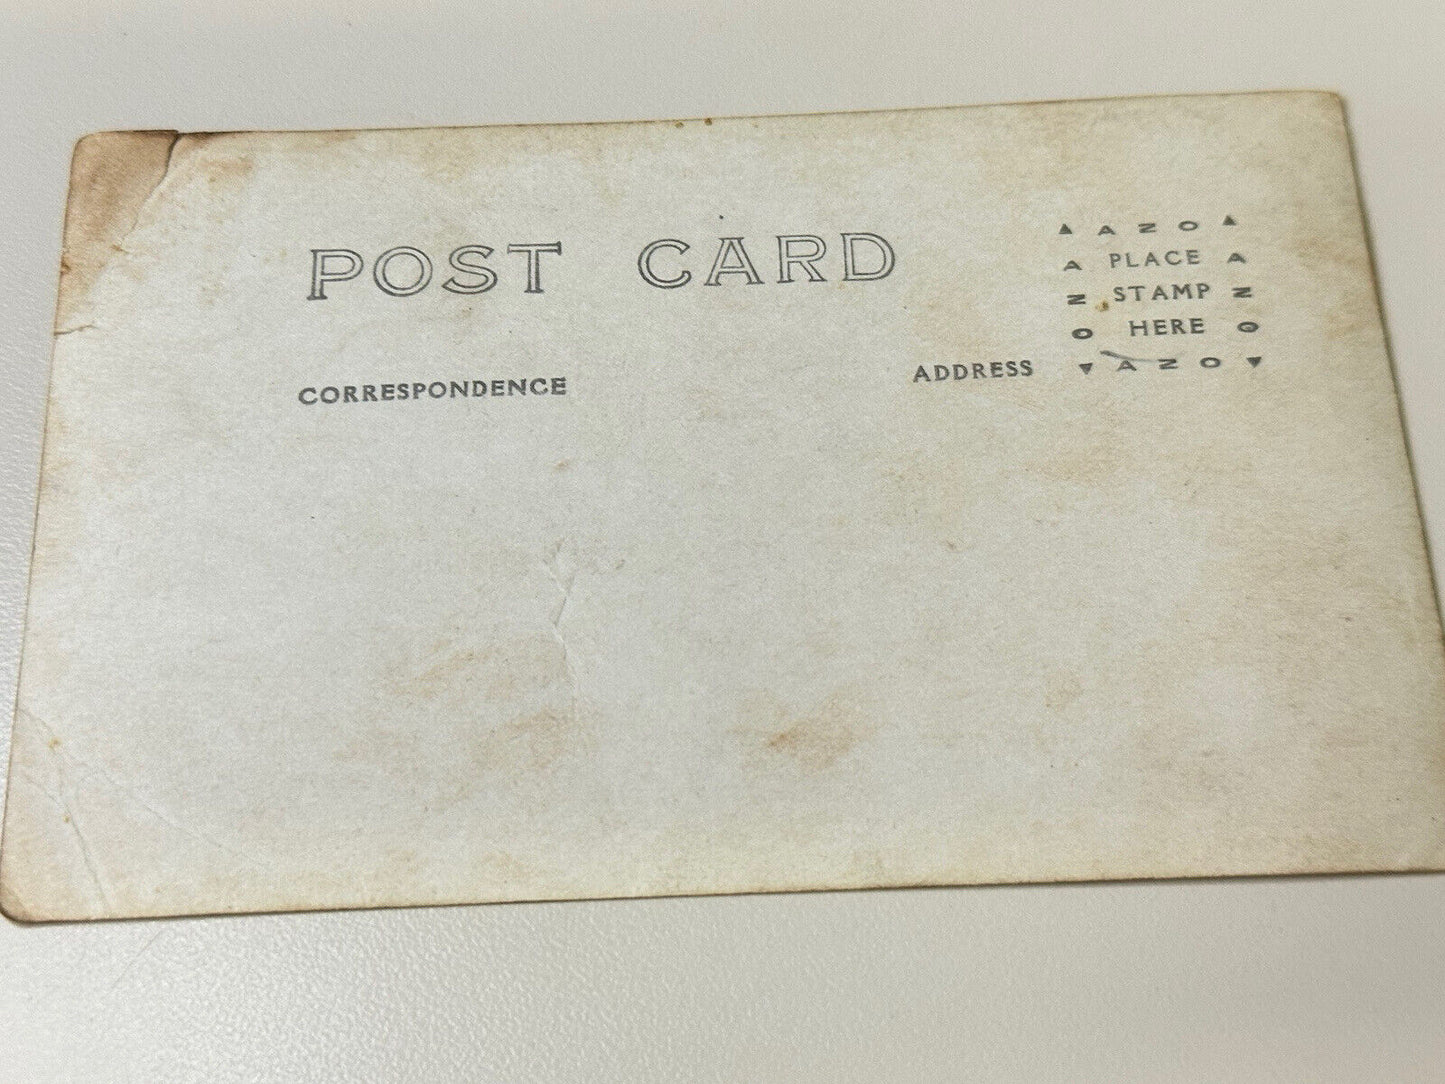 POST CARD
CORRESPONDENCE
ADDRESS
AZO
A PLACE A
N STAMP N
O HERE O
AZO